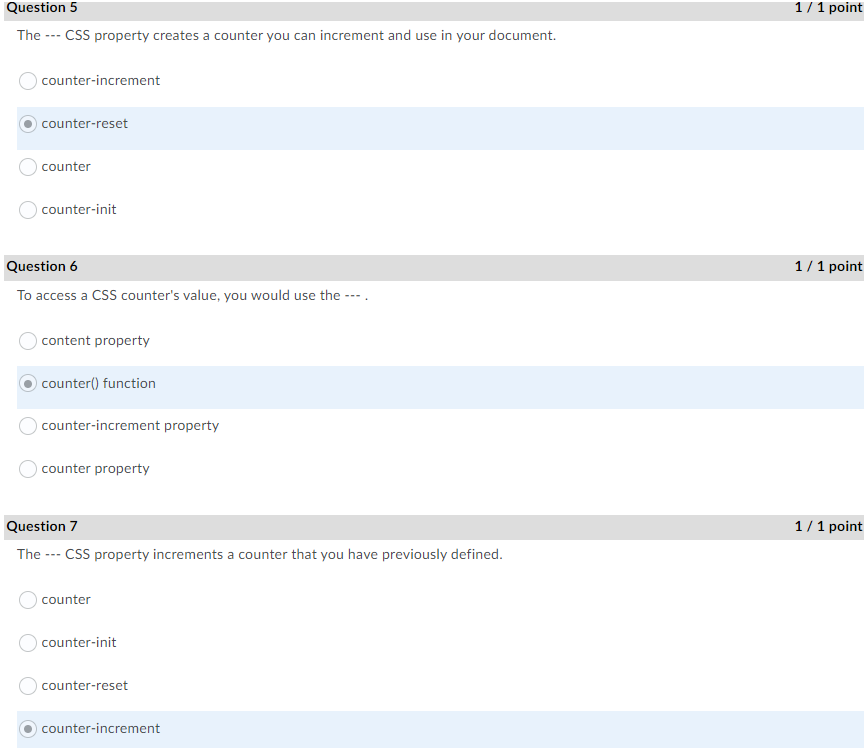 Question 5 1 / 1 point
The --- CSS property creates a counter you can increment and use in your document.
counter-increment
counter-reset
counter
counter-init
Question 6 1 / 1 point
To access a CSS counter's value, you would use the --- .
content property
counter() function
counter-increment property
counter property
Question 7 1 / 1 point
The --- CSS property increments a counter that you have previously defined.
counter
counter-init
counter-reset
counter-increment